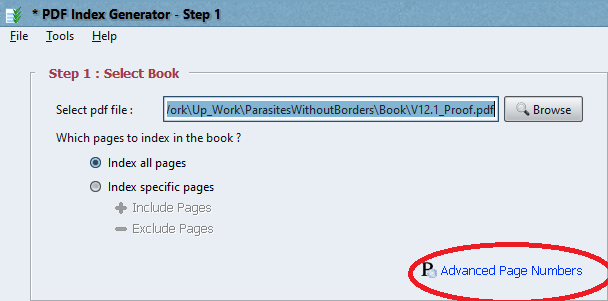 * PDF Index Generator - Step 1
File Tools Help
Step 1 : Select Book
Select pdf file : /ork\Up_Work\ParasitesWithoutBorders\Book\V12.1_Proof.pdf Browse
Which pages to index in the book ?
Index all pages
Index specific pages
Include Pages
Exclude Pages
P Advanced Page Numbers